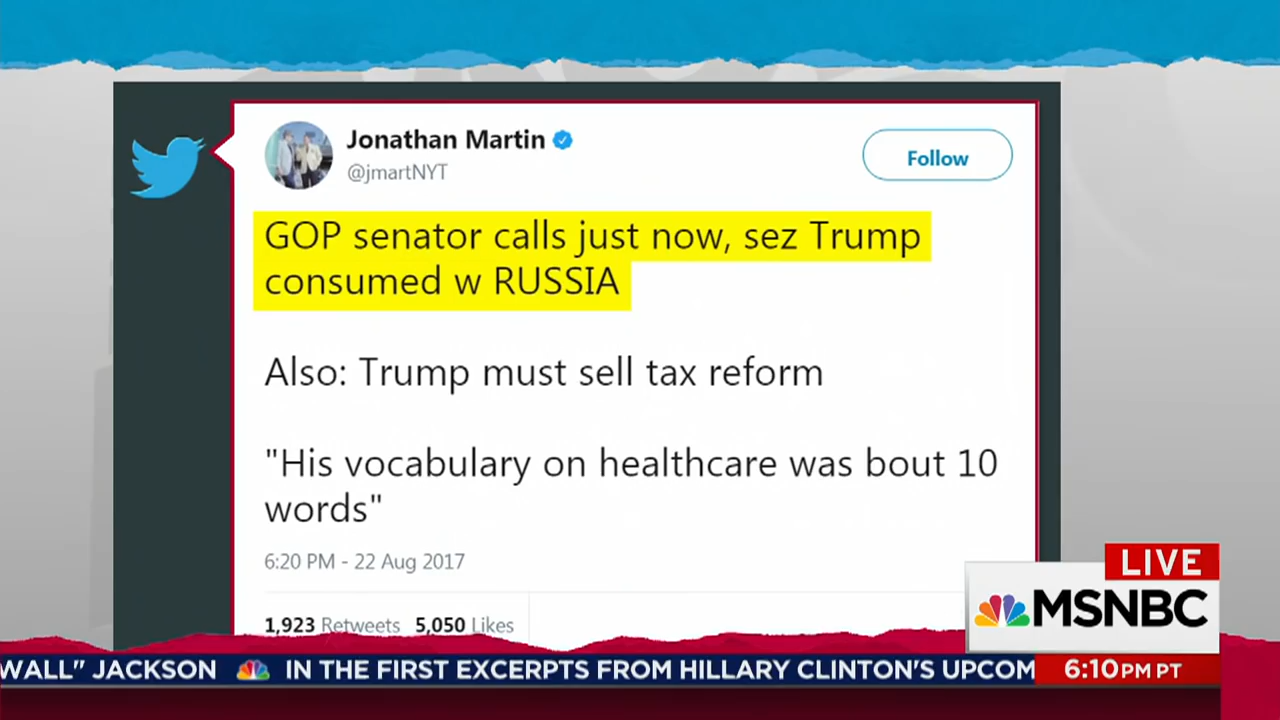 Jonathan Martin
@jmartNYT
Follow
GOP senator calls just now, sez Trump
consumed w RUSSIA
Also: Trump must sell tax reform
"His vocabulary on healthcare was bout 10
words"
6:20 PM - 22 Aug 2017
1,923 Retweets 5,050 Likes
LIVE
MSNBC
WALL" JACKSON IN THE FIRST EXCERPTS FROM HILLARY CLINTON'S UPCOM
6:10 PM PT